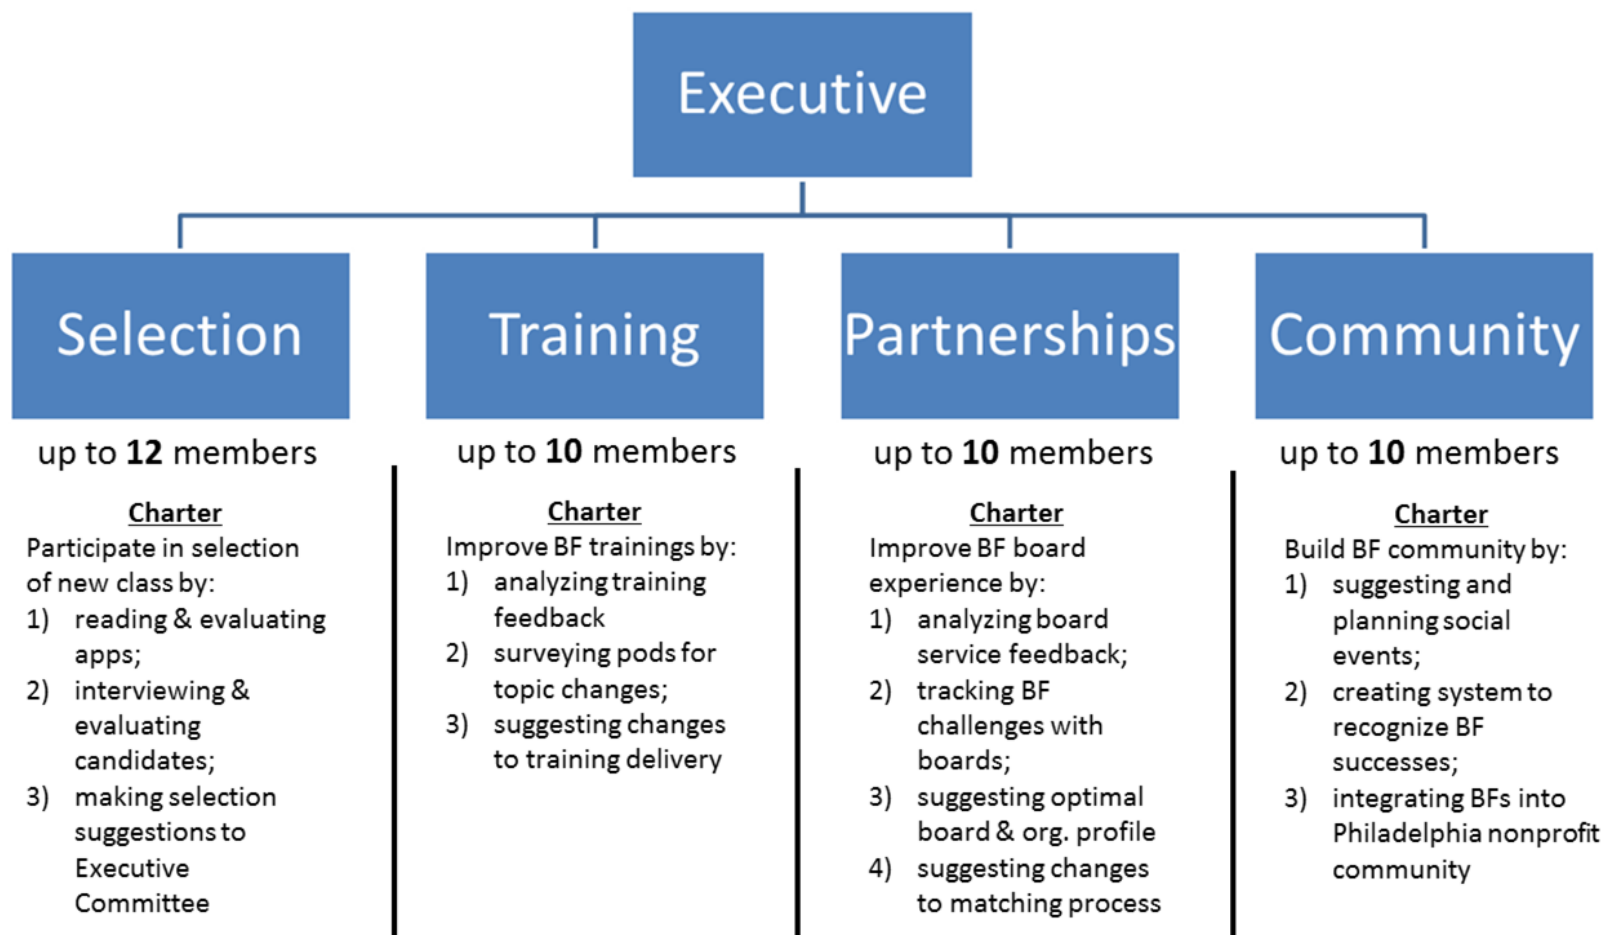 Executive
Selection
up to 12 members
Charter
Participate in selection
of new class by:
1) reading & evaluating
apps;
2) interviewing &
evaluating
candidates;
3) making selection
suggestions to
Executive
Committee
Training
up to 10 members
Charter
Improve BF trainings by:
1) analyzing training
feedback
2) surveying pods for
topic changes;
3) suggesting changes
to training delivery
Partnerships
up to 10 members
Charter
Improve BF board
experience by:
1) analyzing board
service feedback;
2) tracking BF
challenges with
boards;
3) suggesting optimal
board & org. profile
4) suggesting changes
to matching process
Community
up to 10 members
Charter
Build BF community by:
1) suggesting and
planning social
events;
2) creating system to
recognize BF
successes;
3) integrating BFs into
Philadelphia nonprofit
community